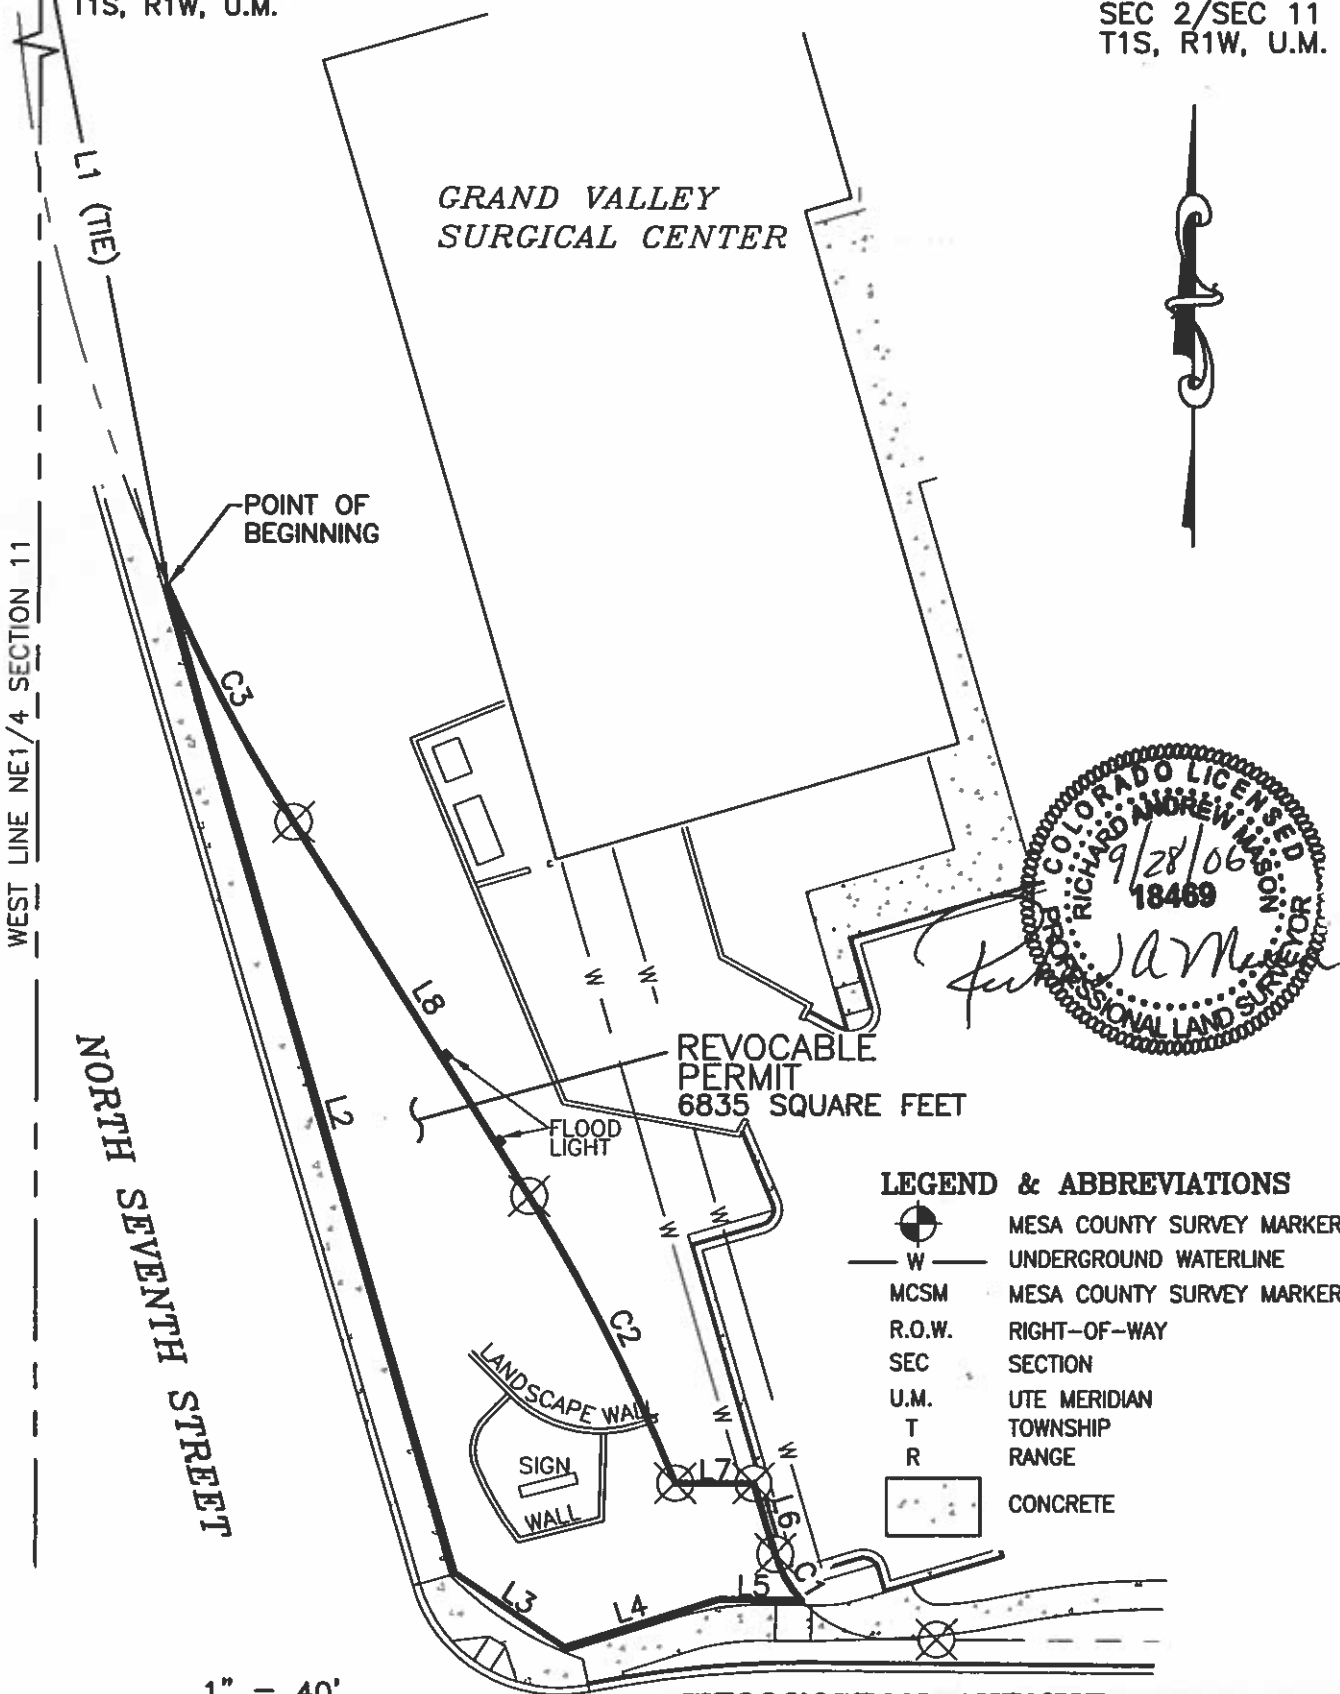 T1S, R1W, U.M.
SEC 2/SEC 11
T1S, R1W, U.M.
L1 (TIE)
GRAND VALLEY
SURGICAL CENTER
POINT OF
BEGINNING
WEST LINE NE1/4 SECTION 11
C3
COLORADO LICENSED
RICHARD ANDREW MASON
9/28/06
18469
PROFESSIONAL LAND SURVEYOR
L8
W
W
REVOCABLE
PERMIT
6835 SQUARE FEET
L2
FLOOD
LIGHT
NORTH SEVENTH STREET
W
W
LEGEND & ABBREVIATIONS
MESA COUNTY SURVEY MARKER
W UNDERGROUND WATERLINE
MCSM MESA COUNTY SURVEY MARKER
R.O.W. RIGHT-OF-WAY
SEC SECTION
U.M. UTE MERIDIAN
T TOWNSHIP
R RANGE
CONCRETE
C2
LANDSCAPE WALL
W
W
SIGN
WALL
L7
L6
C1
L5
L3
L4
1" = 40'